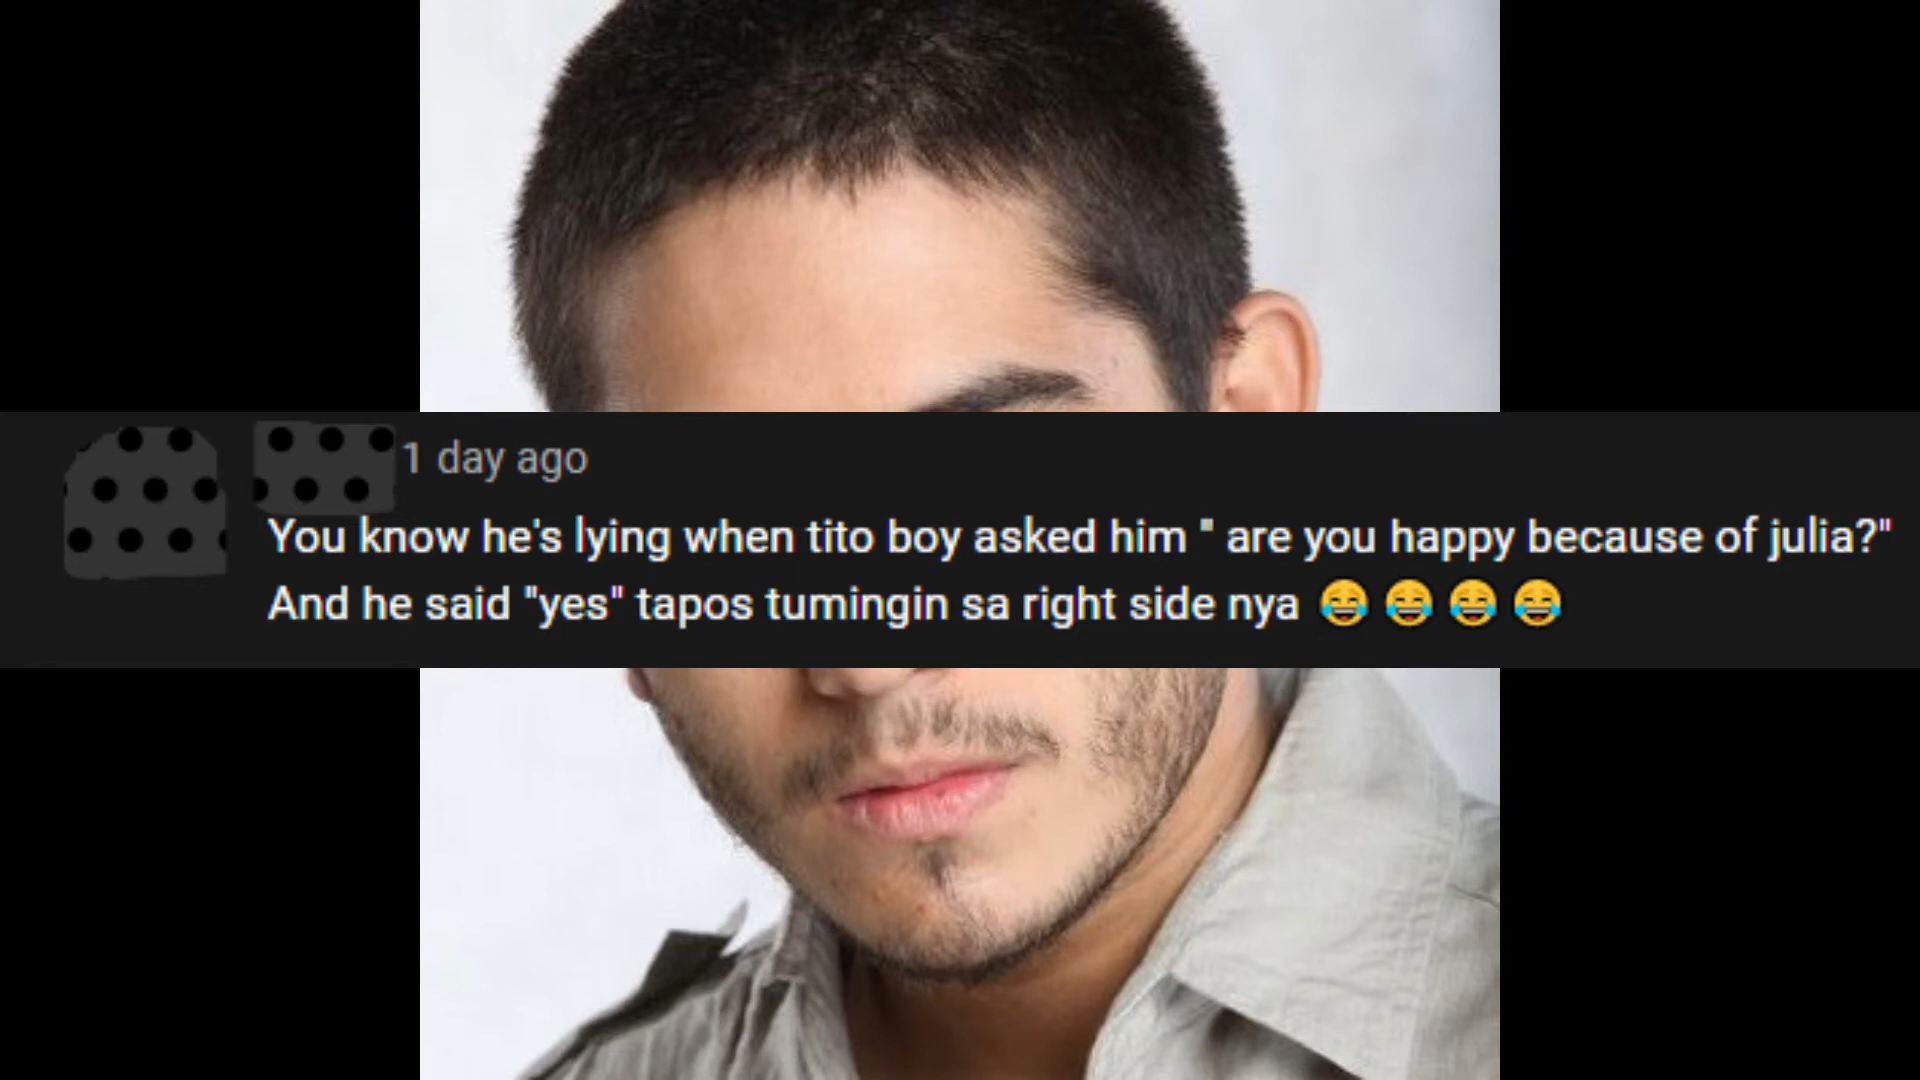 1 day ago
You know he's lying when tito boy asked him " are you happy because of julia?"
And he said "yes" tapos tumingin sa right side nya 😂 😂 😂 😂